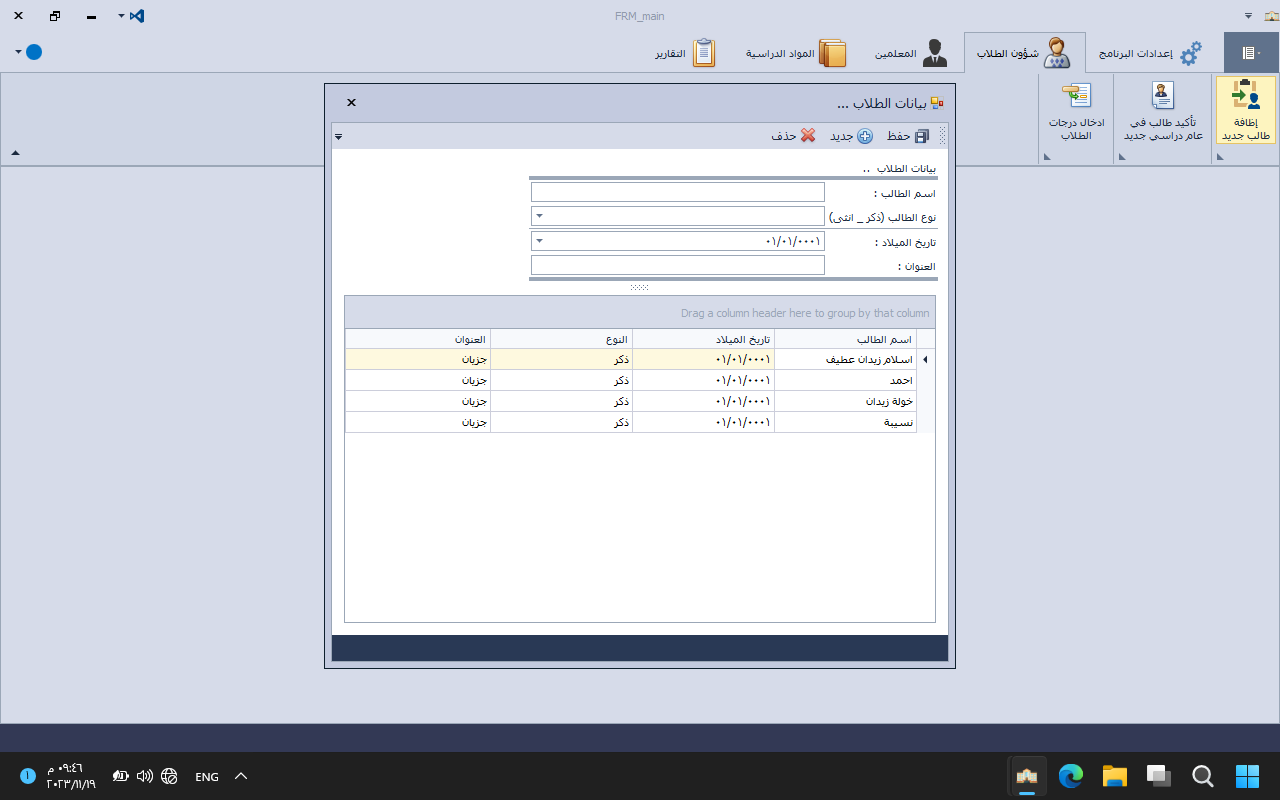 FRM_main
إعدادات البرنامج
شؤون الطلاب
المعلمين
المواد الدراسية
التقارير
إظافة
طالب جديد
تأكيد طالب في
عام دراسي جديد
ادخال درجات
الطلاب
بيانات الطلاب ...
حفظ
جديد
حذف
بيانات الطلاب ..
اسم الطالب :
نوع الطالب (ذكر _ انثى)
تاريخ الميلاد :
٠١/٠١/٠٠٠١
العنوان :
Drag a column header here to group by that column
اسم الطالب تاريخ الميلاد النوع العنوان
اسلام زيدان عطيف ٠١/٠١/٠٠٠١ ذكر جزيان
احمد ٠١/٠١/٠٠٠١ ذكر جزيان
خولة زيدان ٠١/٠١/٠٠٠١ ذكر جزيان
نسيبة ٠١/٠١/٠٠٠١ ذكر جزيان
ENG
٠٩:٤٦ م
٢٠٢٣/١١/١٩
١